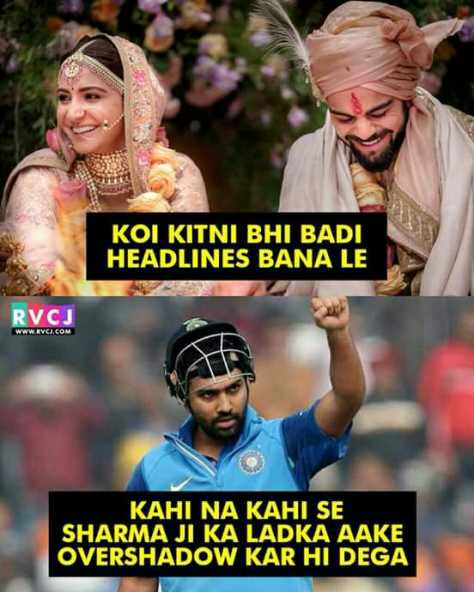 KOI KITNI BHI BADI
HEADLINES BANA LE
RVCJ
WWW.RVCJ.COM
KAHI NA KAHI SE
SHARMA JI KA LADKA AAKE
OVERSHADOW KAR HI DEGA